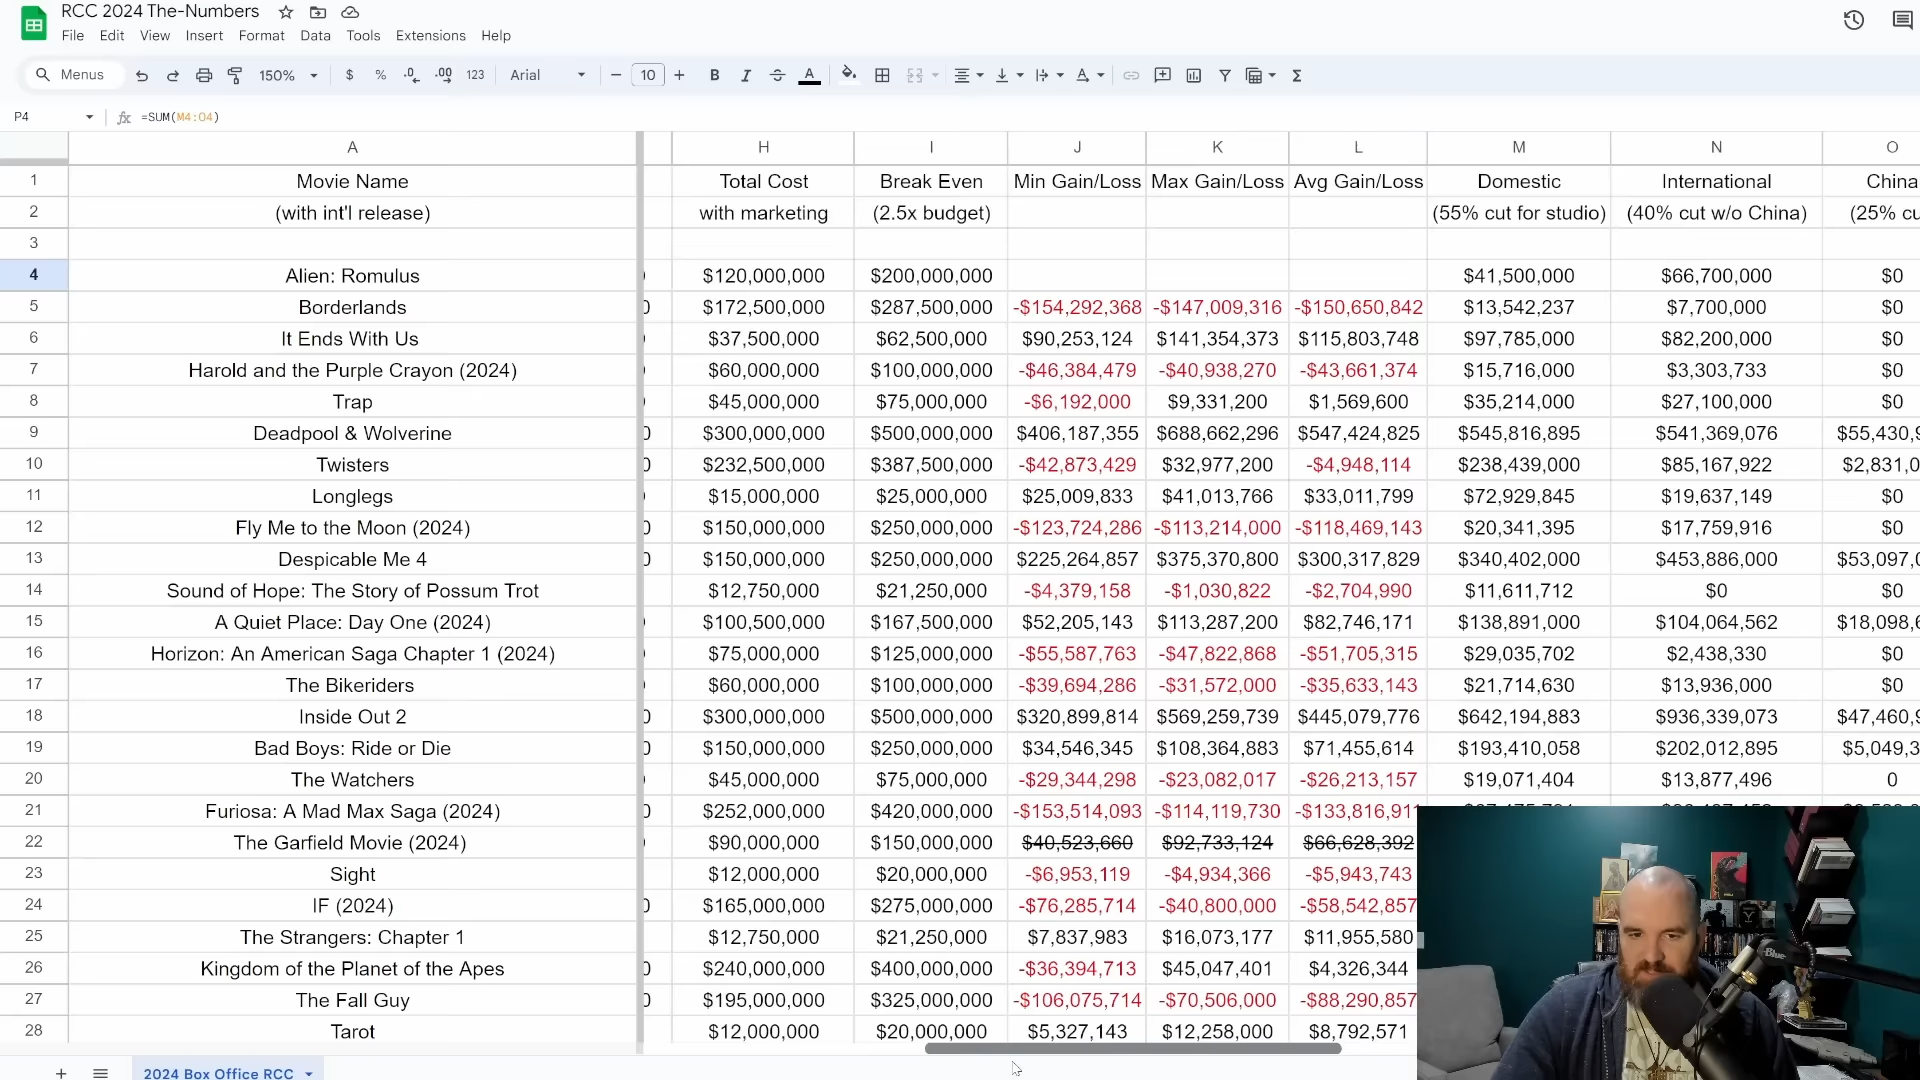 RCC 2024 The-Numbers
File Edit View Insert Format Data Tools Extensions Help
Menus 150% $ % .0 .00 123 Arial 10 B I A
P4 fx =SUM(M4:O4)
A H I J K L M N O
1 Movie Name Total Cost Break Even Min Gain/Loss Max Gain/Loss Avg Gain/Loss Domestic International China
2 (with int'l release) with marketing (2.5x budget) (55% cut for studio) (40% cut w/o China) (25% cu
3
4 Alien: Romulus $120,000,000 $200,000,000 $41,500,000 $66,700,000 $0
5 Borderlands 0 $172,500,000 $287,500,000 -$154,292,368 -$147,009,316 -$150,650,842 $13,542,237 $7,700,000 $0
6 It Ends With Us $37,500,000 $62,500,000 $90,253,124 $141,354,373 $115,803,748 $97,785,000 $82,200,000 $0
7 Harold and the Purple Crayon (2024) $60,000,000 $100,000,000 -$46,384,479 -$40,938,270 -$43,661,374 $15,716,000 $3,303,733 $0
8 Trap $45,000,000 $75,000,000 -$6,192,000 $9,331,200 $1,569,600 $35,214,000 $27,100,000 $0
9 Deadpool & Wolverine 0 $300,000,000 $500,000,000 $406,187,355 $688,662,296 $547,424,825 $545,816,895 $541,369,076 $55,430,9
10 Twisters 0 $232,500,000 $387,500,000 -$42,873,429 $32,977,200 -$4,948,114 $238,439,000 $85,167,922 $2,831,0
11 Longlegs $15,000,000 $25,000,000 $25,009,833 $41,013,766 $33,011,799 $72,929,845 $19,637,149 $0
12 Fly Me to the Moon (2024) 0 $150,000,000 $250,000,000 -$123,724,286 -$113,214,000 -$118,469,143 $20,341,395 $17,759,916 $0
13 Despicable Me 4 0 $150,000,000 $250,000,000 $225,264,857 $375,370,800 $300,317,829 $340,402,000 $453,886,000 $53,097,0
14 Sound of Hope: The Story of Possum Trot $12,750,000 $21,250,000 -$4,379,158 -$1,030,822 -$2,704,990 $11,611,712 $0 $0
15 A Quiet Place: Day One (2024) $100,500,000 $167,500,000 $52,205,143 $113,287,200 $82,746,171 $138,891,000 $104,064,562 $18,098,6
16 Horizon: An American Saga Chapter 1 (2024) $75,000,000 $125,000,000 -$55,587,763 -$47,822,868 -$51,705,315 $29,035,702 $2,438,330 $0
17 The Bikeriders $60,000,000 $100,000,000 -$39,694,286 -$31,572,000 -$35,633,143 $21,714,630 $13,936,000 $0
18 Inside Out 2 0 $300,000,000 $500,000,000 $320,899,814 $569,259,739 $445,079,776 $642,194,883 $936,339,073 $47,460,9
19 Bad Boys: Ride or Die 0 $150,000,000 $250,000,000 $34,546,345 $108,364,883 $71,455,614 $193,410,058 $202,012,895 $5,049,3
20 The Watchers $45,000,000 $75,000,000 -$29,344,298 -$23,082,017 -$26,213,157 $19,071,404 $13,877,496 0
21 Furiosa: A Mad Max Saga (2024) 0 $252,000,000 $420,000,000 -$153,514,093 -$114,119,730 -$133,816,911
22 The Garfield Movie (2024) $90,000,000 $150,000,000 $40,523,660 $92,733,124 $66,628,392
23 Sight $12,000,000 $20,000,000 -$6,953,119 -$4,934,366 -$5,943,743
24 IF (2024) 0 $165,000,000 $275,000,000 -$76,285,714 -$40,800,000 -$58,542,857
25 The Strangers: Chapter 1 $12,750,000 $21,250,000 $7,837,983 $16,073,177 $11,955,580
26 Kingdom of the Planet of the Apes 0 $240,000,000 $400,000,000 -$36,394,713 $45,047,401 $4,326,344
27 The Fall Guy 0 $195,000,000 $325,000,000 -$106,075,714 -$70,506,000 -$88,290,857
28 Tarot $12,000,000 $20,000,000 $5,327,143 $12,258,000 $8,792,571
Blue
2024 Box Office RCC